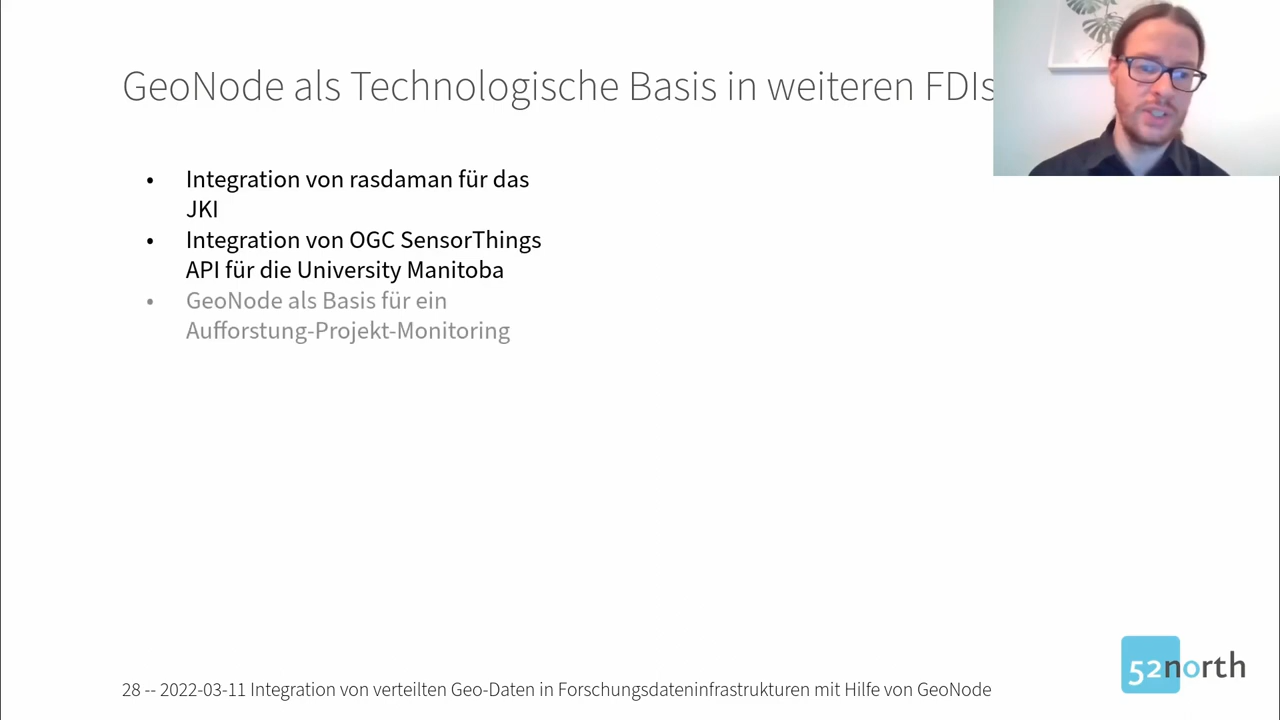 GeoNode als Technologische Basis in weiteren FDIs
• Integration von rasdaman für das
JKI
• Integration von OGC SensorThings
API für die University Manitoba
• GeoNode als Basis für ein
Aufforstung-Projekt-Monitoring
52north
28 -- 2022-03-11 Integration von verteilten Geo-Daten in Forschungsdateninfrastrukturen mit Hilfe von GeoNode